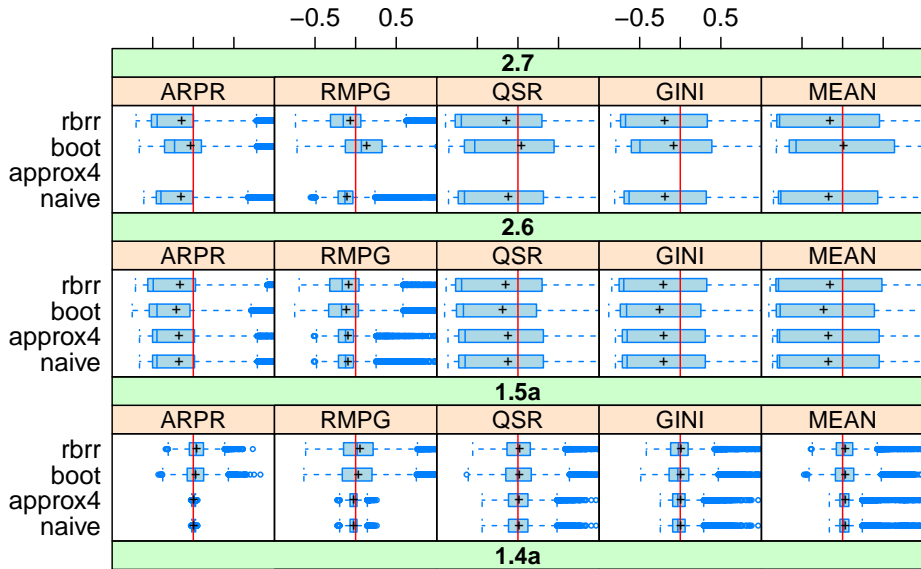 −0.5 0.5 −0.5 0.5
2.7
ARPR RMPG QSR GINI MEAN
rbrr
boot
approx4
naive
2.6
ARPR RMPG QSR GINI MEAN
rbrr
boot
approx4
naive
1.5a
ARPR RMPG QSR GINI MEAN
rbrr
boot
approx4
naive
1.4a